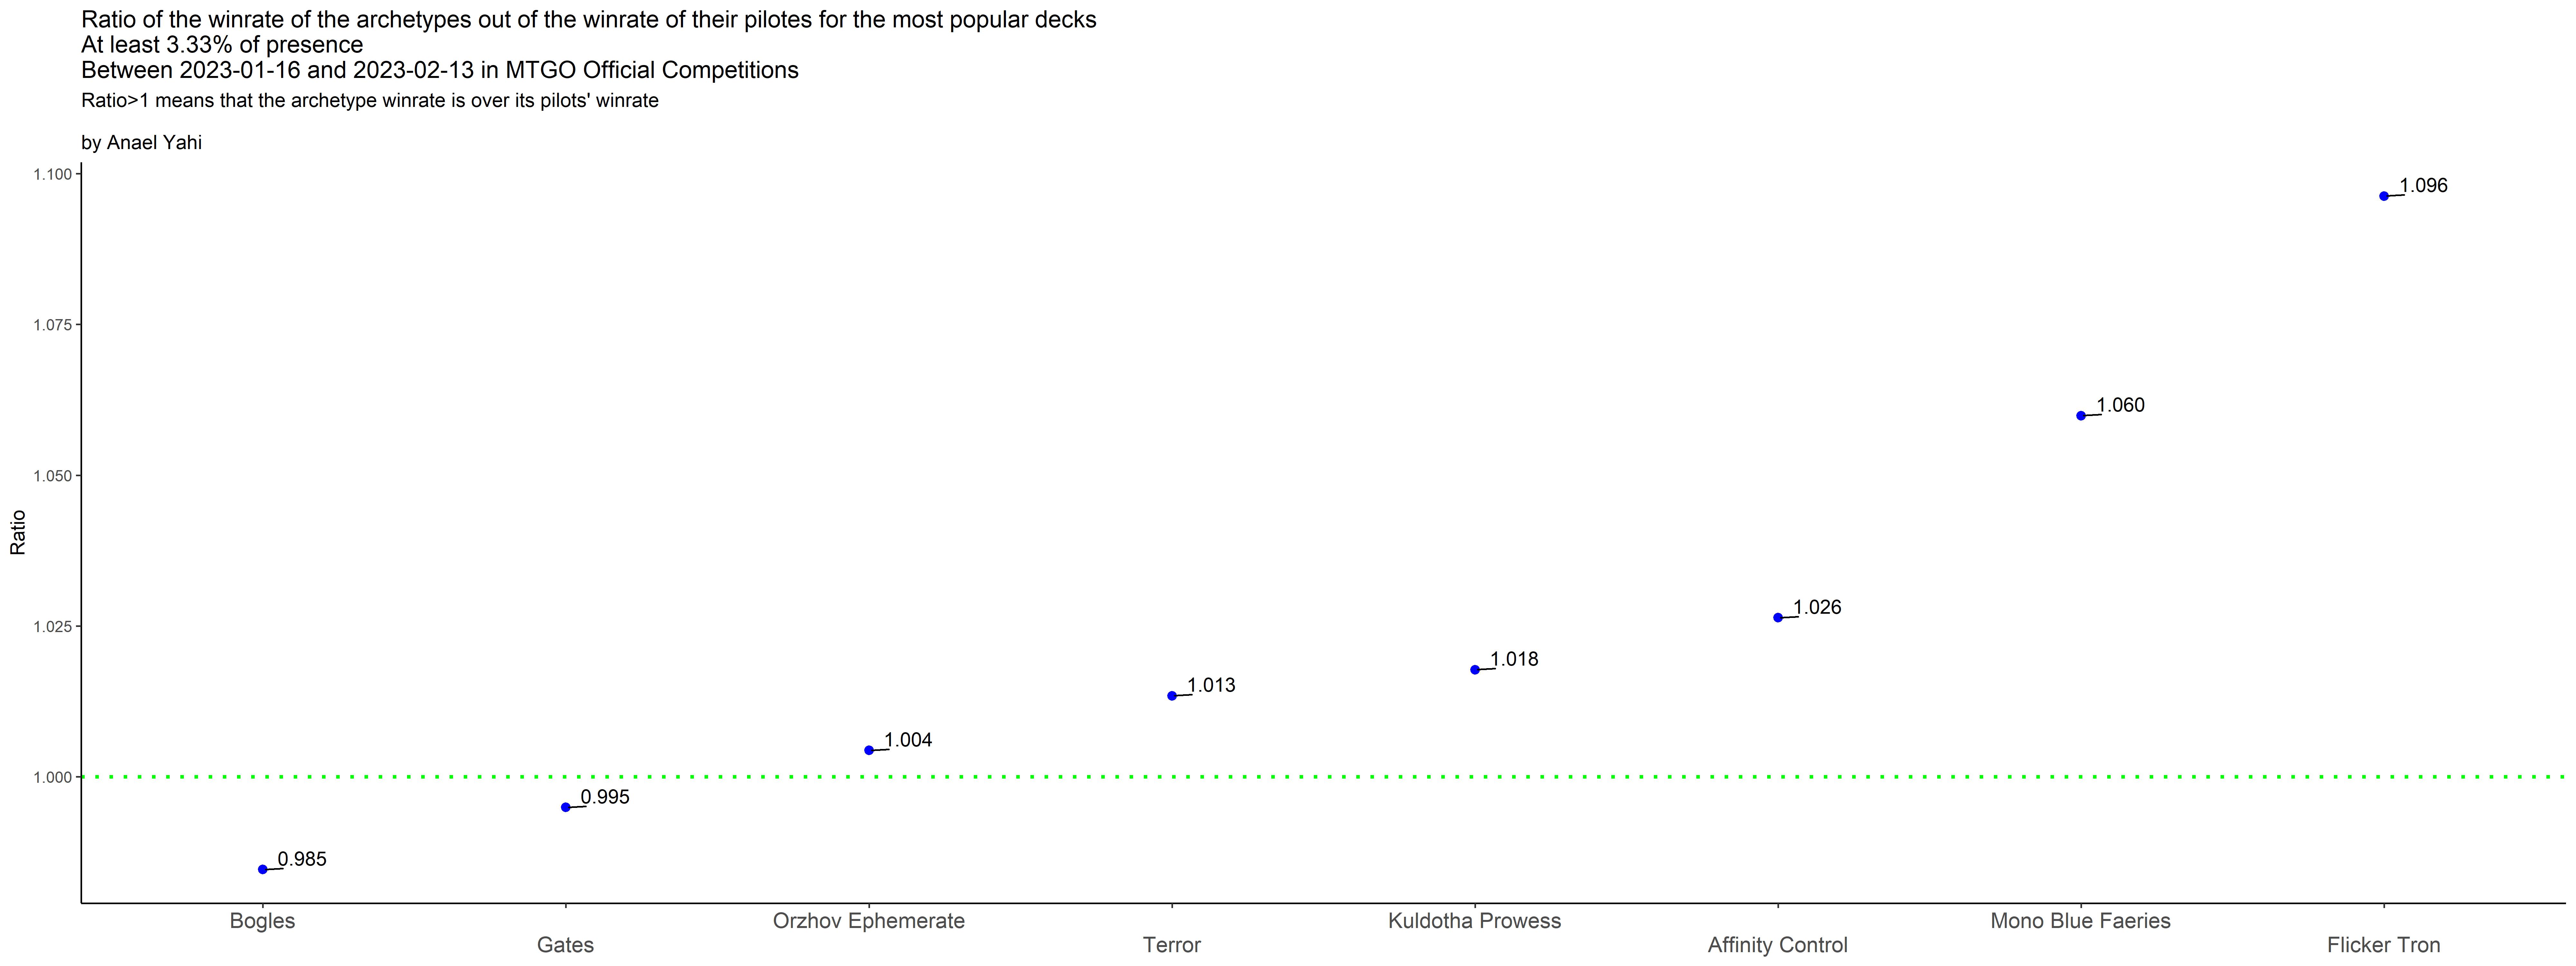 Ratio of the winrate of the archetypes out of the winrate of their pilotes for the most popular decks
At least 3.33% of presence
Between 2023-01-16 and 2023-02-13 in MTGO Official Competitions
Ratio>1 means that the archetype winrate is over its pilots' winrate
by Anael Yahi
1.100
1.075
1.050
1.025
1.000
Ratio
0.985
0.995
1.004
1.013
1.018
1.026
1.060
1.096
Bogles
Gates
Orzhov Ephemerate
Terror
Kuldotha Prowess
Affinity Control
Mono Blue Faeries
Flicker Tron